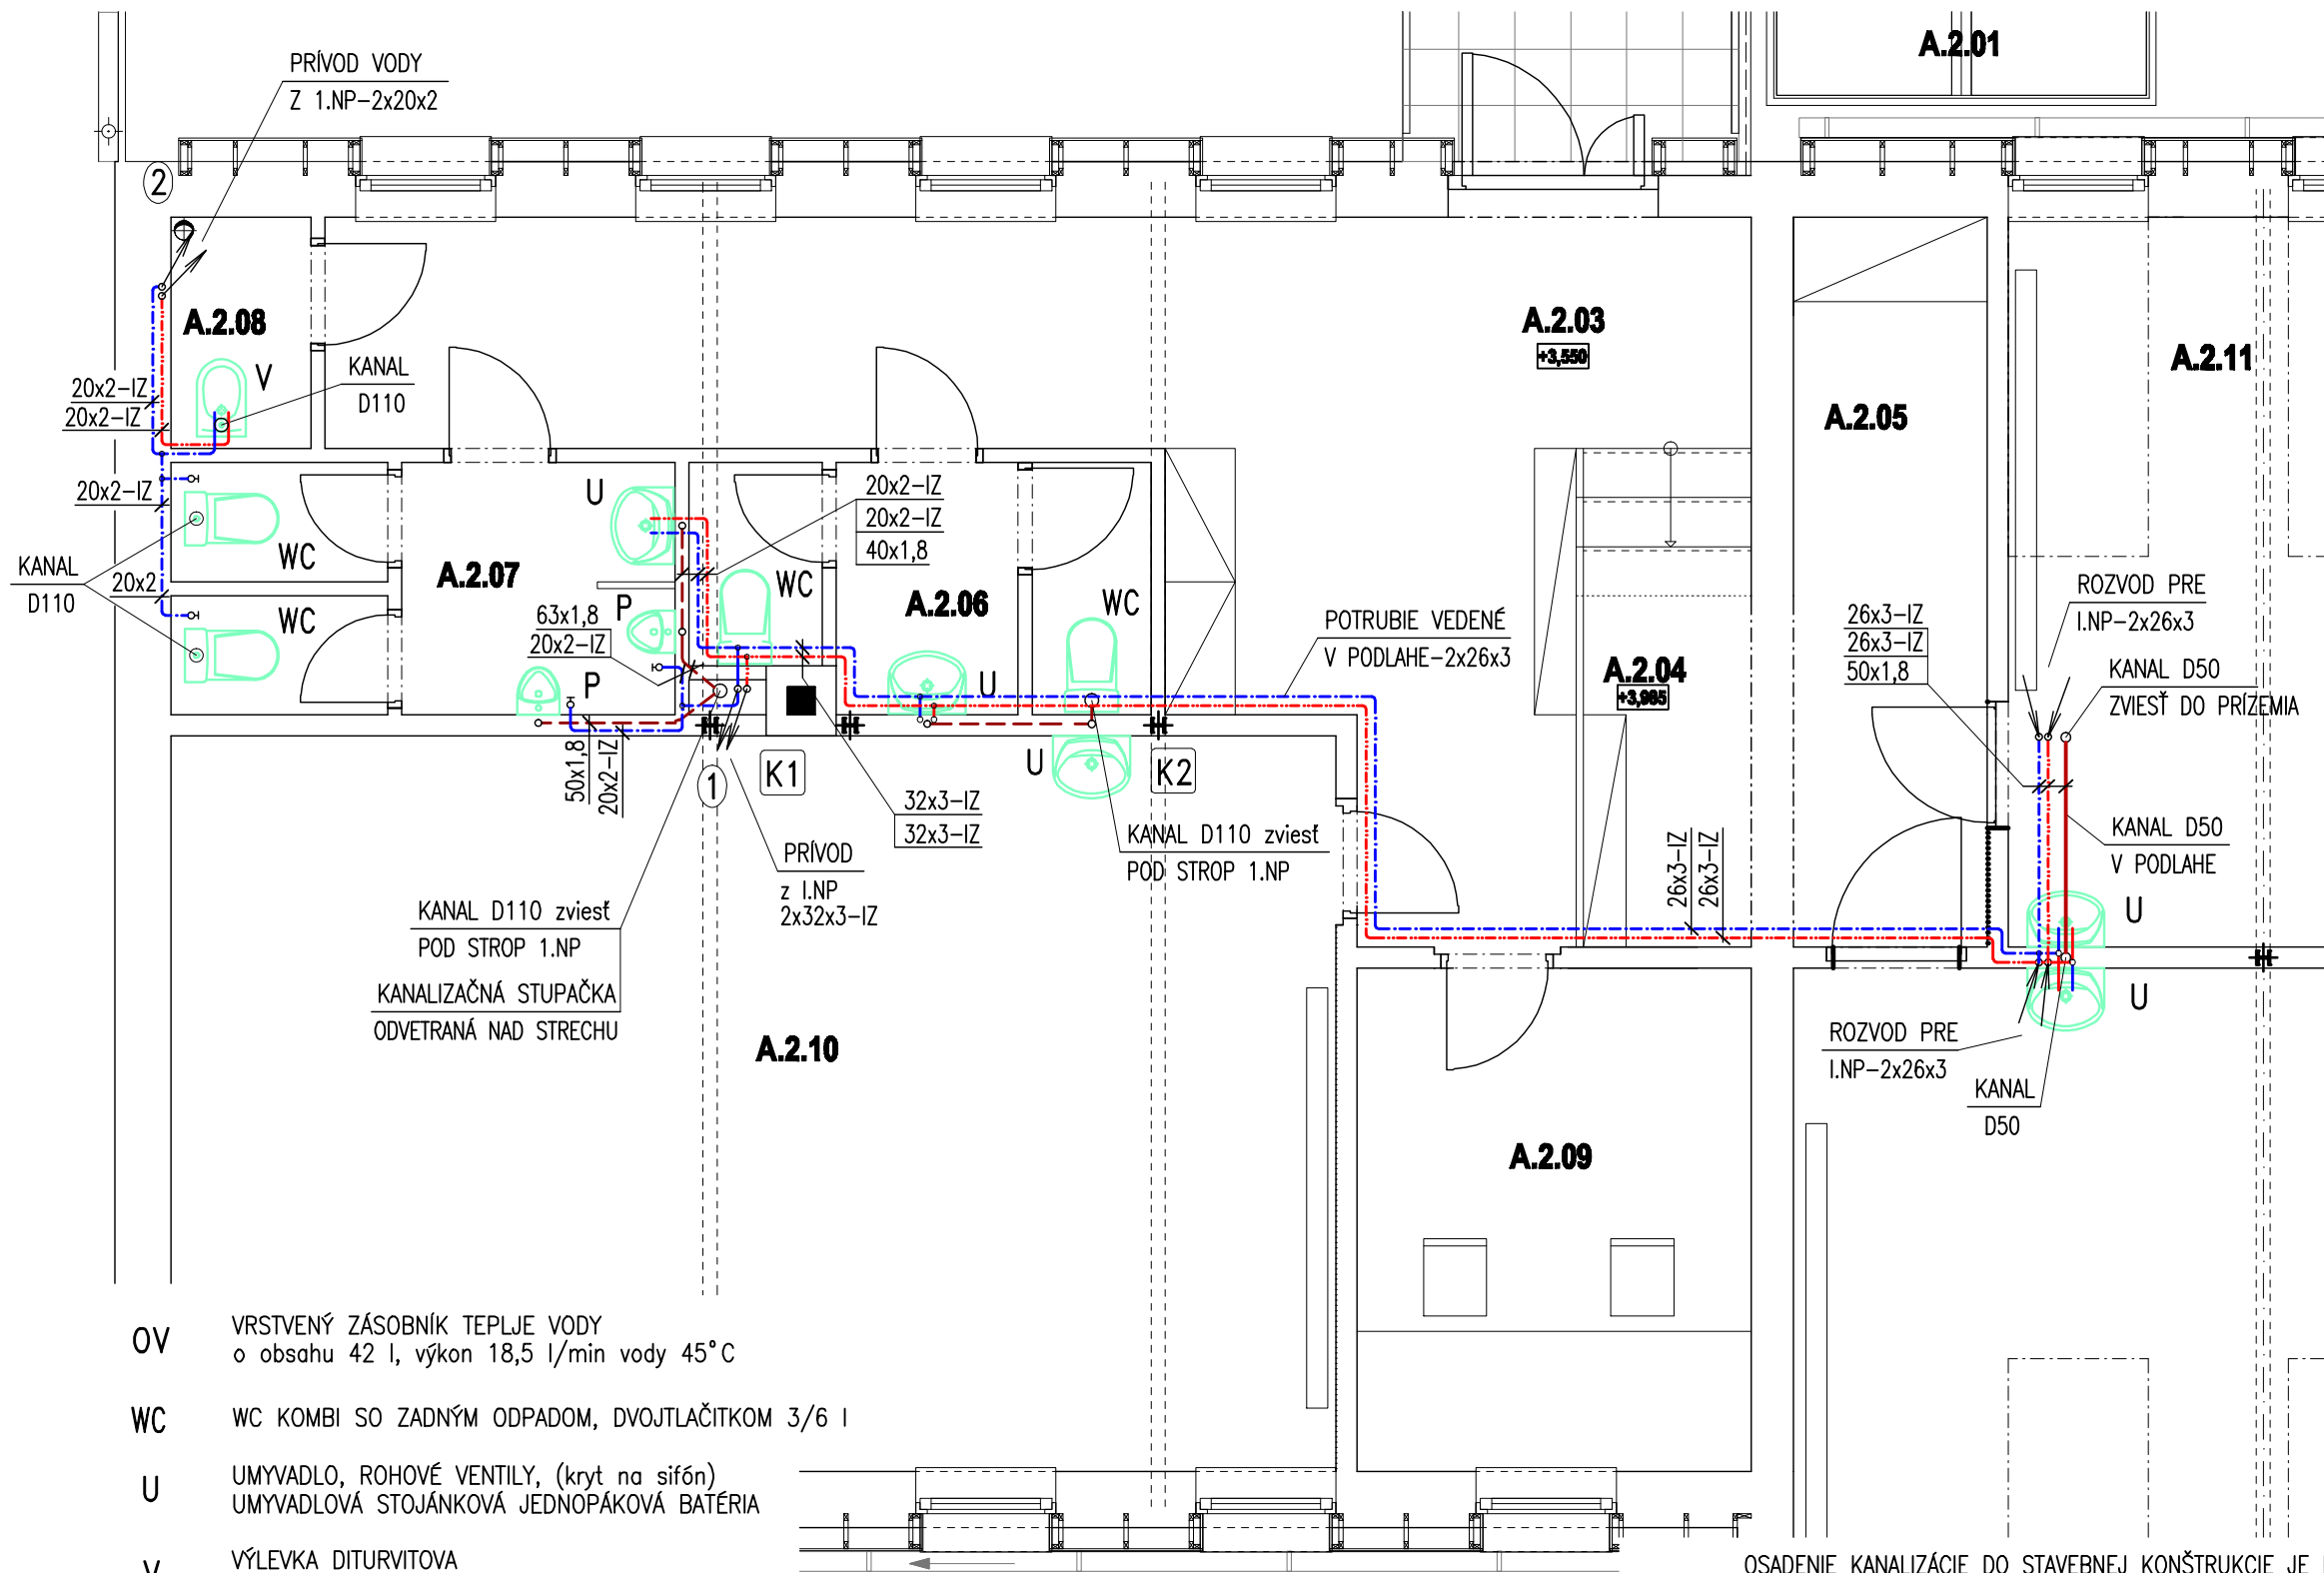 A.2.01
PRÍVOD VODY
Z 1.NP-2x20x2
2
A.2.08
V
KANAL
D110
20x2-IZ
20x2-IZ
20x2-IZ
KANAL
D110
20x2
WC
WC
A.2.07
U
P
P
63x1,8
20x2-IZ
50x1,8
20x2-IZ
20x2-IZ
20x2-IZ
40x1,8
WC
A.2.06
U
WC
U
K1
K2
1
32x3-IZ
32x3-IZ
PRÍVOD
z I.NP
2x32x3-IZ
KANAL D110 zviesť
POD STROP 1.NP
KANAL D110 zviesť
POD STROP 1.NP
KANALIZAČNÁ STUPAČKA
ODVETRANÁ NAD STRECHU
A.2.03
+3,550
A.2.04
+3,985
A.2.05
A.2.11
POTRUBIE VEDENÉ
V PODLAHE-2x26x3
26x3-IZ
26x3-IZ
26x3-IZ
26x3-IZ
50x1,8
ROZVOD PRE
I.NP-2x26x3
KANAL D50
ZVIESŤ DO PRÍZEMIA
KANAL D50
V PODLAHE
U
U
ROZVOD PRE
I.NP-2x26x3
KANAL
D50
A.2.10
A.2.09
OV
VRSTVENÝ ZÁSOBNÍK TEPLJE VODY
o obsahu 42 l, výkon 18,5 l/min vody 45°C
WC
WC KOMBI SO ZADNÝM ODPADOM, DVOJTLAČITKOM 3/6 l
U
UMYVADLO, ROHOVÉ VENTILY, (kryt na sifón)
UMYVADLOVÁ STOJÁNKOVÁ JEDNOPÁKOVÁ BATÉRIA
V
VÝLEVKA DITURVITOVA
OSADENIE KANALIZÁCIE DO STAVEBNEJ KONŠTRUKCIE JE